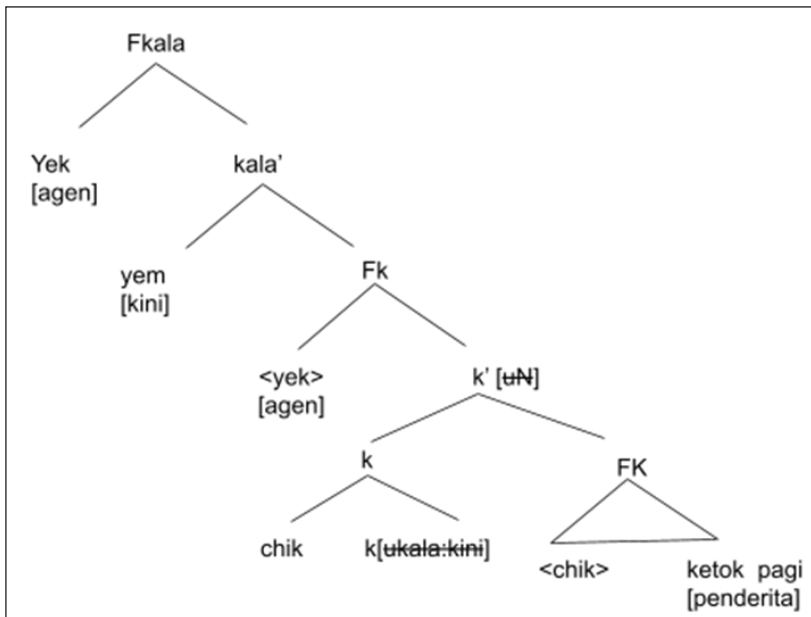 Fkala
Yek kala’
[agen]
yem Fk
[kini]
<yek> k’ [uN]
[agen]
k FK
chik k[ukala:kini] <chik> ketok pagi
[penderita]